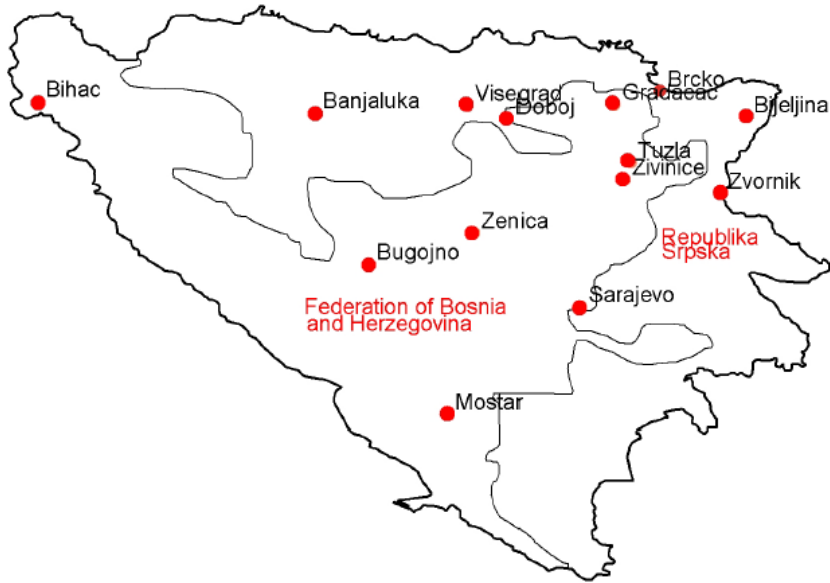 Brcko
Bihac
Banjaluka
Visegrad
Gradacac
Doboj
Bijeljina
Tuzla
Zivinice
Zvornik
Zenica
Republika
Srpska
Bugojno
Sarajevo
Federation of Bosnia
and Herzegovina
Mostar